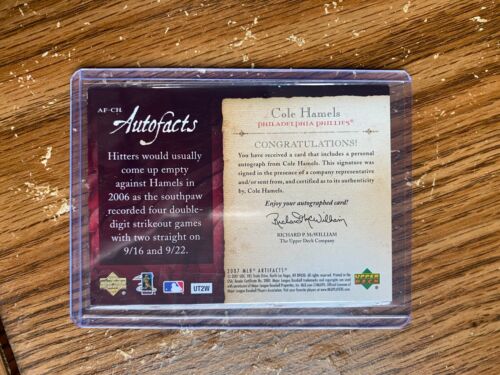 AF-CH
Autofacts
Hitters would usually
come up empty
against Hamels in
2006 as the southpaw
recorded four double-
digit strikeout games
with two straight on
9/16 and 9/22.
UT2W
Cole Hamels
PHILADELPHIA PHILLIES®
CONGRATULATIONS!
You have received a card that includes a personal
autograph from Cole Hamels. This signature was
signed in the presence of a company representative
and/or sent from, and certified as to its authenticity
by, Cole Hamels.
Enjoy your autographed card!
Richard McWilliam
RICHARD P. McWILLIAM
The Upper Deck Company
2007 MLB® ARTIFACTS®
UPPER DECK